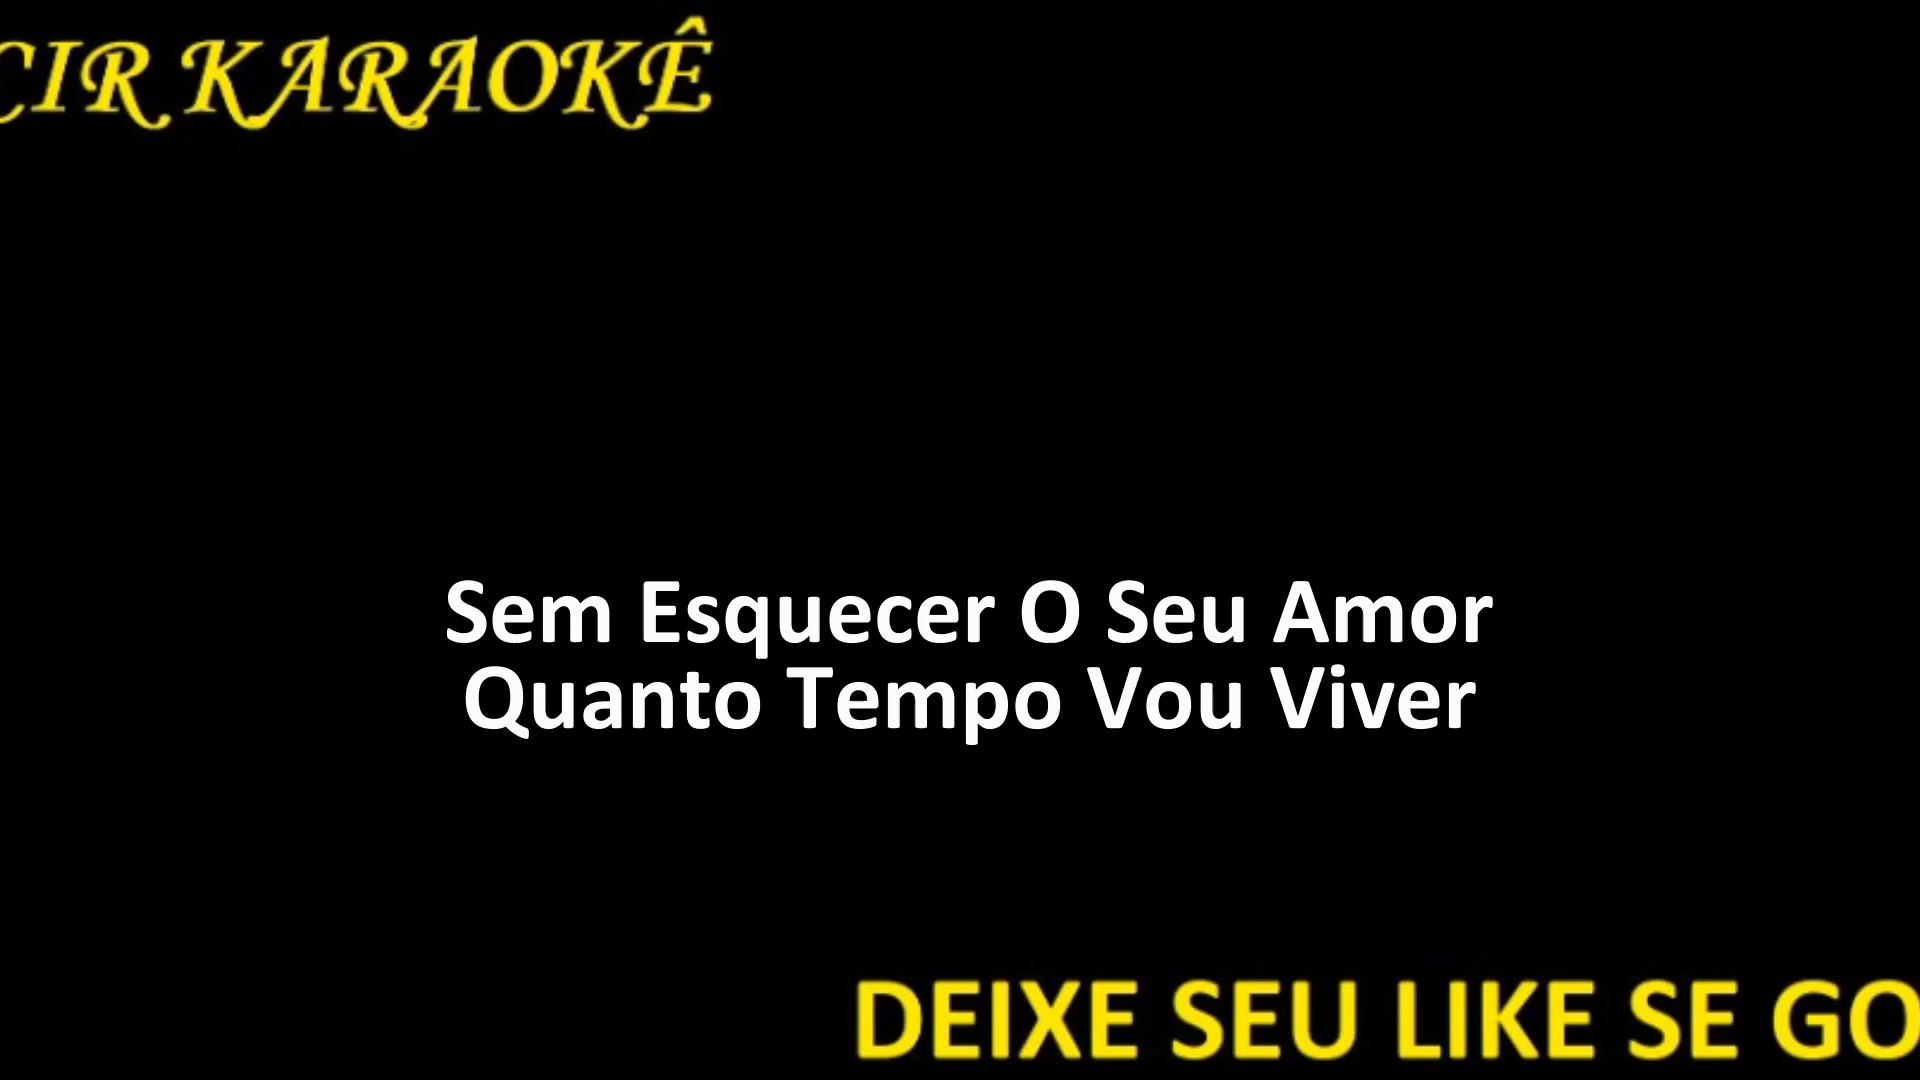 CIR KARAOKÊ
Sem Esquecer O Seu Amor
Quanto Tempo Vou Viver
DEIXE SEU LIKE SE GO